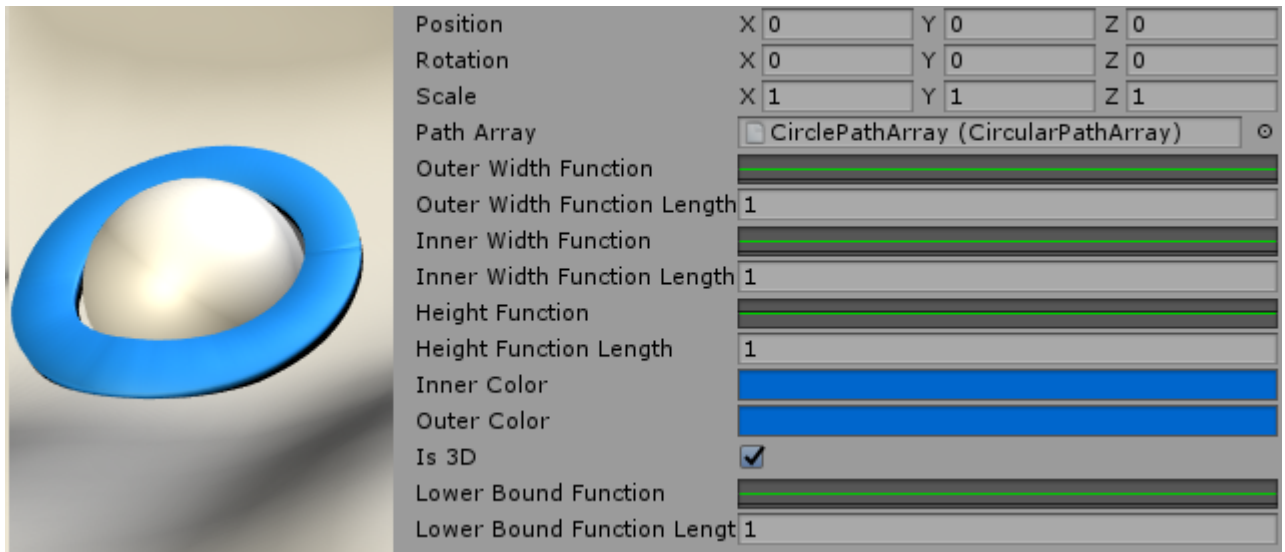 Position X 0 Y 0 Z 0
Rotation X 0 Y 0 Z 0
Scale X 1 Y 1 Z 1
Path Array CirclePathArray (CircularPathArray)
Outer Width Function
Outer Width Function Length 1
Inner Width Function
Inner Width Function Length 1
Height Function
Height Function Length 1
Inner Color
Outer Color
Is 3D
Lower Bound Function
Lower Bound Function Lengt 1